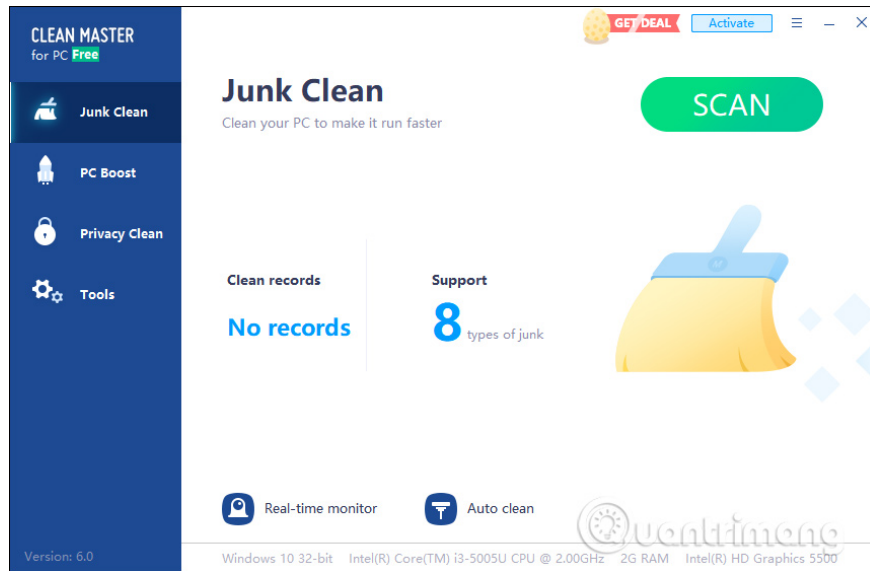 CLEAN MASTER
for PC Free
GET DEAL
Activate
Junk Clean
PC Boost
Privacy Clean
Tools
Version: 6.0
Junk Clean
Clean your PC to make it run faster
SCAN
Clean records
No records
Support
8 types of junk
Real-time monitor
Auto clean
Quantrimang
Windows 10 32-bit Intel(R) Core(TM) i3-5005U CPU @ 2.00GHz 2G RAM Intel(R) HD Graphics 5500